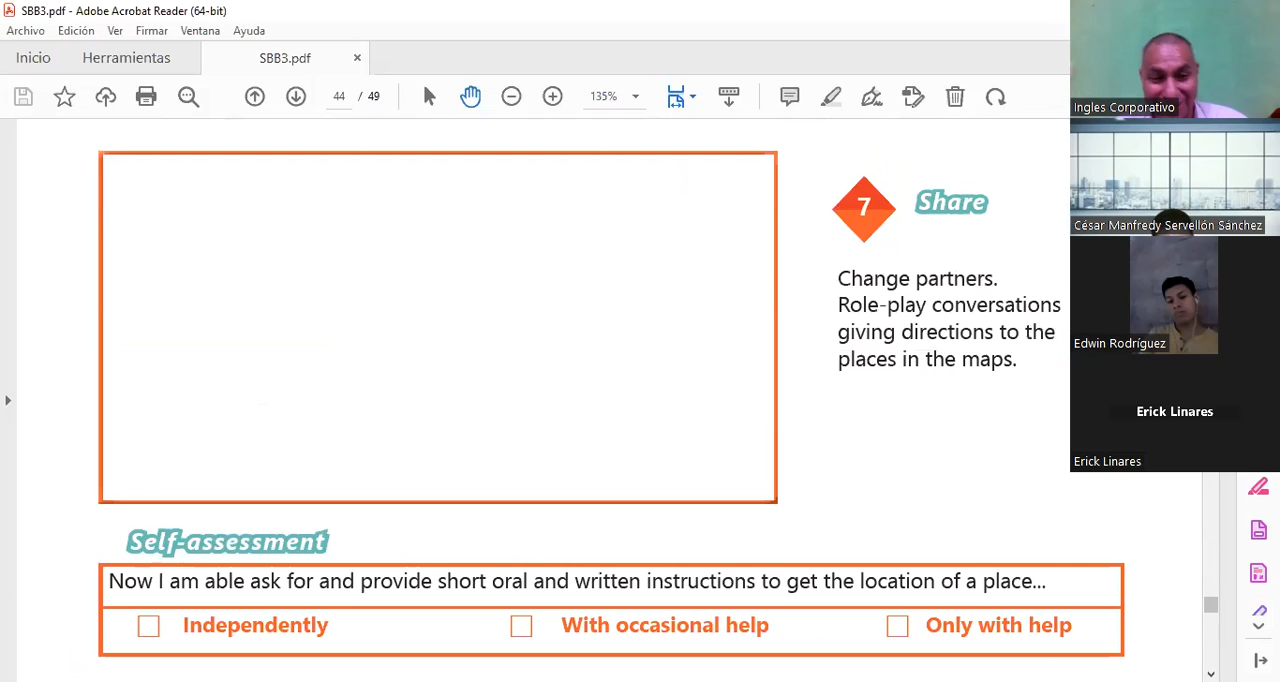 SBB3.pdf - Adobe Acrobat Reader (64-bit)
Archivo Edición Ver Firmar Ventana Ayuda
Inicio Herramientas SBB3.pdf ×
44 / 49 135%
Ingles Corporativo
César Manfredy Servellón Sánchez
Edwin Rodríguez
Erick Linares
Erick Linares
7 Share
Change partners.
Role-play conversations
giving directions to the
places in the maps.
Self-assessment
Now I am able ask for and provide short oral and written instructions to get the location of a place...
Independently With occasional help Only with help